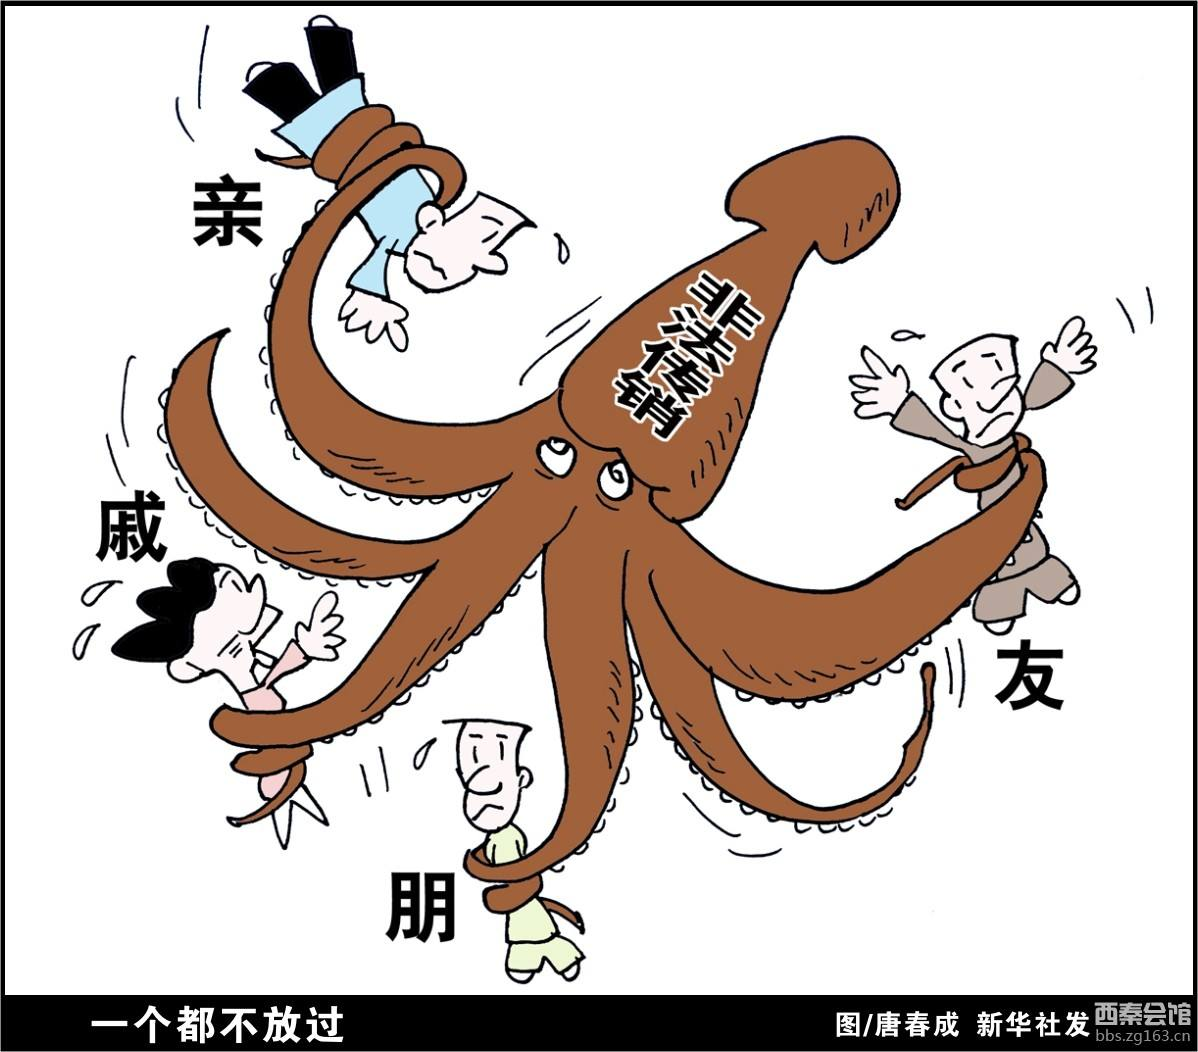 亲
非法传销
戚
友
朋
一个都不放过
图/唐春成 新华社发
西秦会馆
bbs.zg163.cn